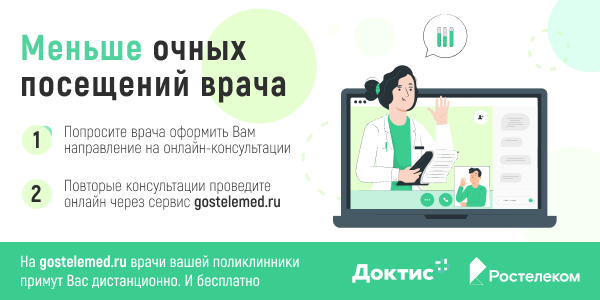 Меньше очных
посещений врача
1
Попросите врача оформить Вам
направление на онлайн-консультации
2
Повторые консультации проведите
онлайн через сервис gostelemed.ru
На gostelemed.ru врачи вашей поликлинники
примут Вас дистанционно. И бесплатно
Доктис
Ростелеком